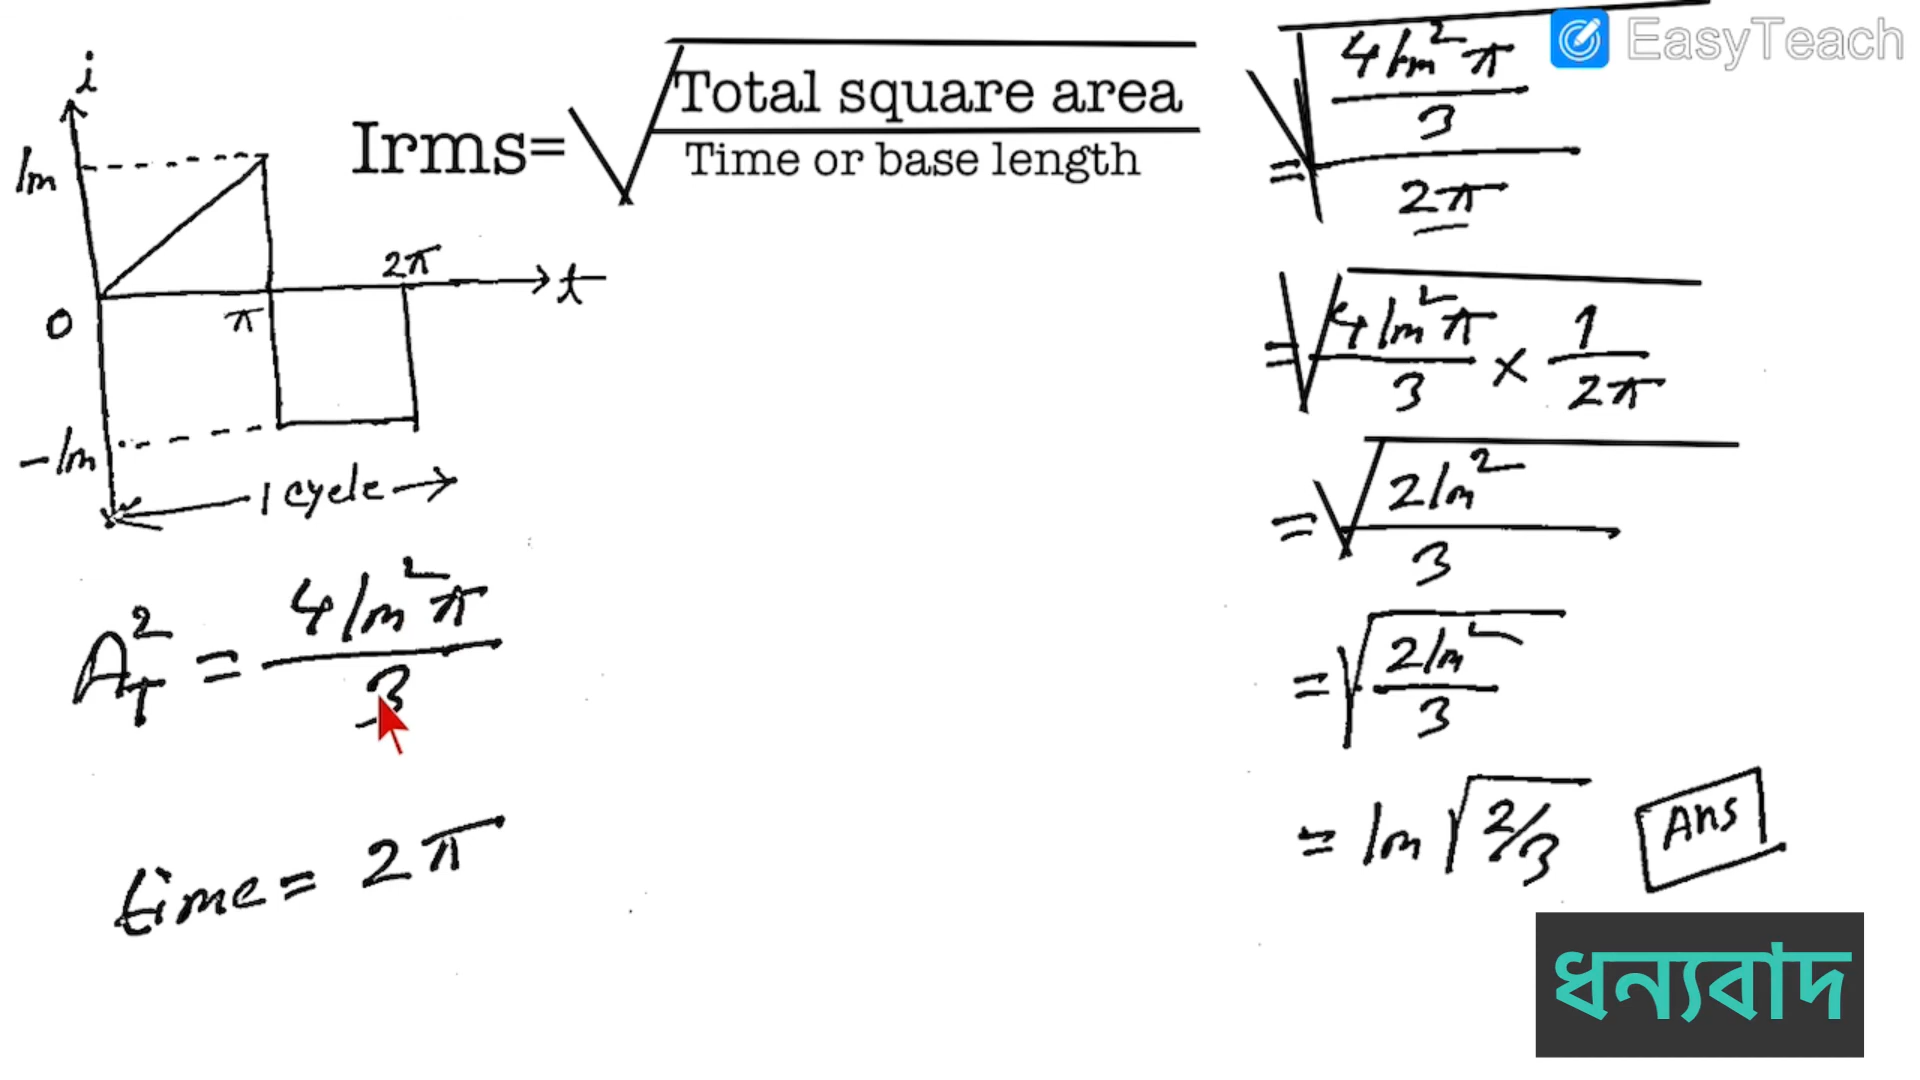 i
Im
0
π
2π
t
-Im
1 cycle
Irms= √ Total square area / Time or base length
A_T² = 4Im²π / 3
time = 2π
= √ (4Im²π / 3) / 2π
= √ 4Im²π / 3 × 1 / 2π
= √ 2Im² / 3
= √ 2Im² / 3
= Im √ 2/3 Ans
EasyTeach
ধন্যবাদ